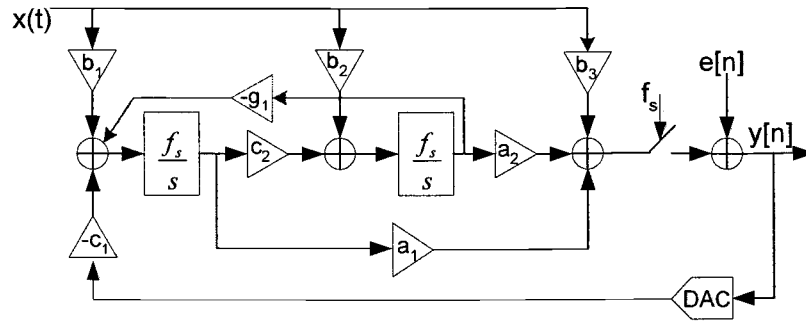 x(t)
b₁
b₂
b₃
e[n]
-g₁
fₛ
y[n]
fₛ/s
c₂
fₛ/s
a₂
-c₁
a₁
DAC